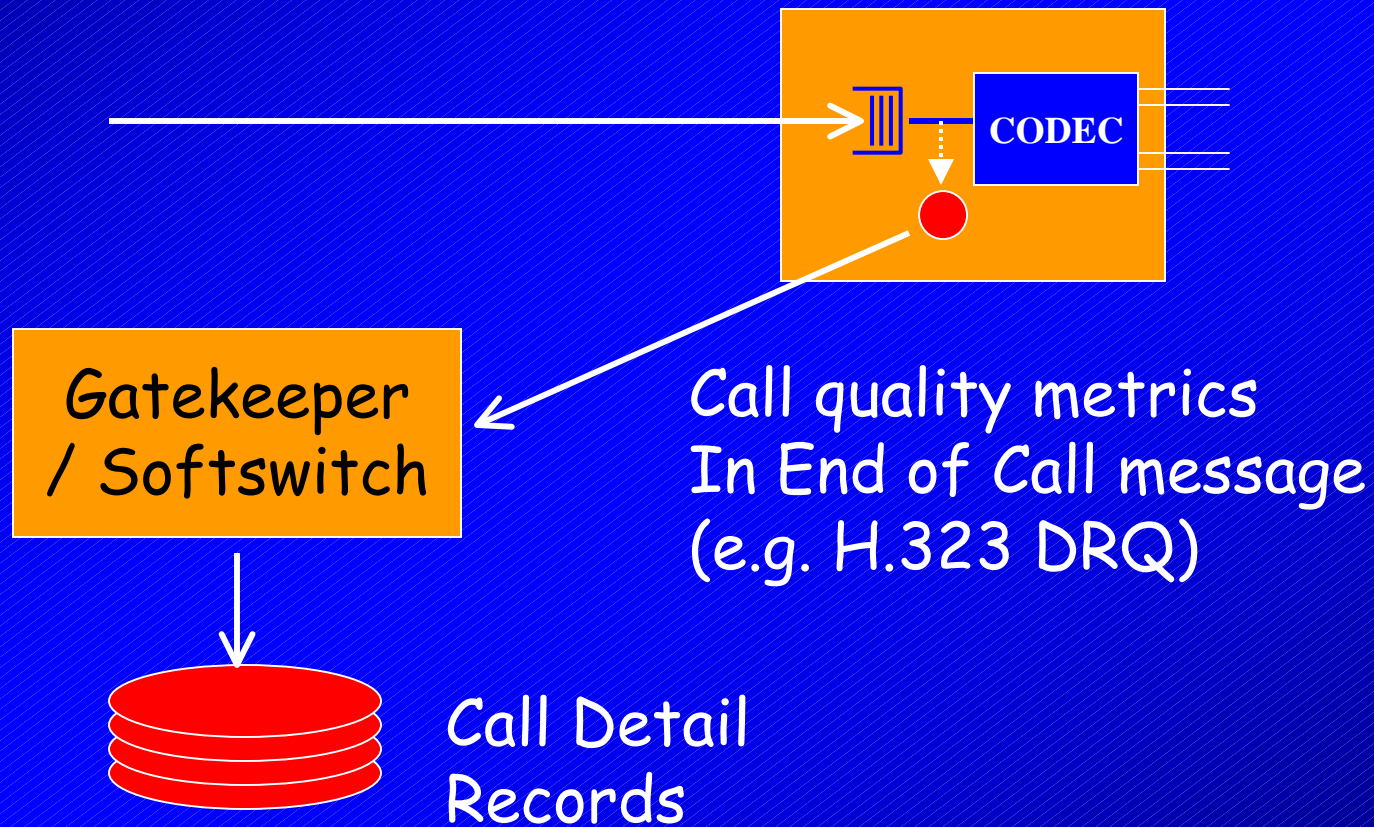 CODEC
Gatekeeper
/ Softswitch
Call quality metrics
In End of Call message
(e.g. H.323 DRQ)
Call Detail
Records